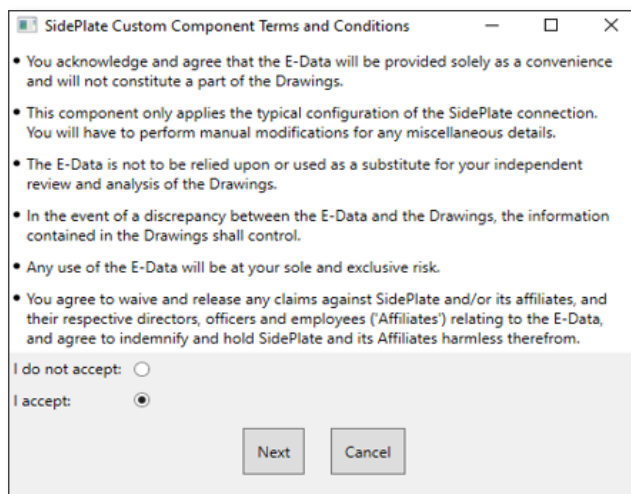 SidePlate Custom Component Terms and Conditions
• You acknowledge and agree that the E-Data will be provided solely as a convenience
and will not constitute a part of the Drawings.
• This component only applies the typical configuration of the SidePlate connection.
You will have to perform manual modifications for any miscellaneous details.
• The E-Data is not to be relied upon or used as a substitute for your independent
review and analysis of the Drawings.
• In the event of a discrepancy between the E-Data and the Drawings, the information
contained in the Drawings shall control.
• Any use of the E-Data will be at your sole and exclusive risk.
• You agree to waive and release any claims against SidePlate and/or its affiliates, and
their respective directors, officers and employees ('Affiliates') relating to the E-Data,
and agree to indemnify and hold SidePlate and its Affiliates harmless therefrom.
I do not accept:
I accept:
Next Cancel